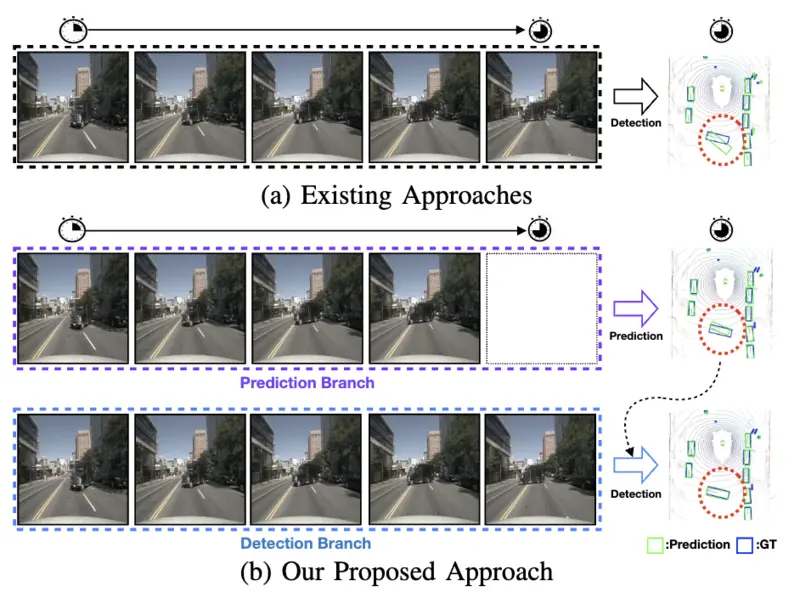 Detection
(a) Existing Approaches
Prediction
Prediction Branch
Detection
Detection Branch
:Prediction :GT
(b) Our Proposed Approach